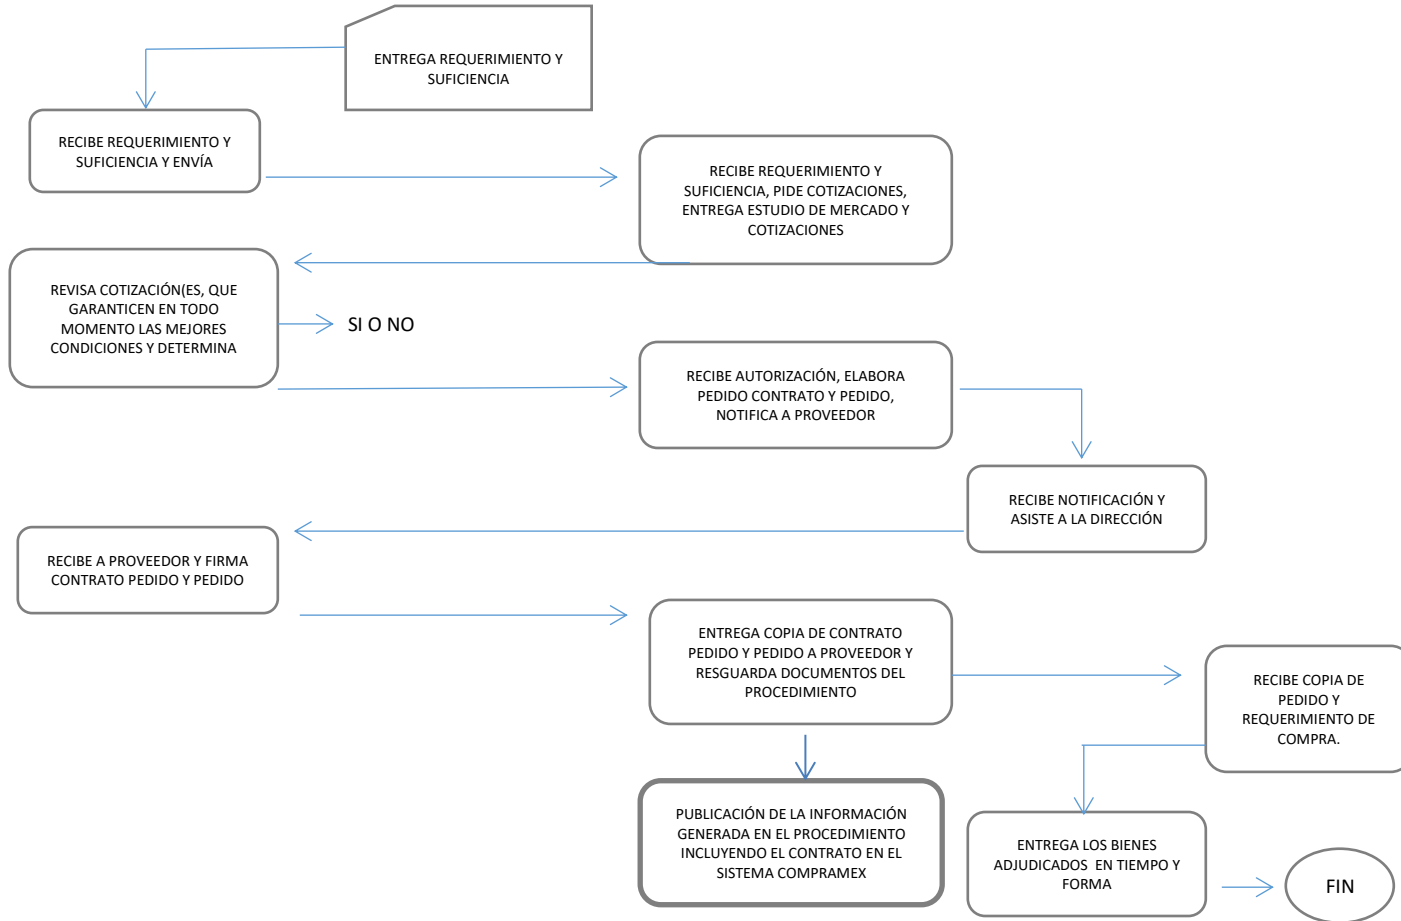 ENTREGA REQUERIMIENTO Y
SUFICIENCIA
RECIBE REQUERIMIENTO Y
SUFICIENCIA Y ENVÍA
RECIBE REQUERIMIENTO Y
SUFICIENCIA, PIDE COTIZACIONES,
ENTREGA ESTUDIO DE MERCADO Y
COTIZACIONES
REVISA COTIZACIÓN(ES, QUE
GARANTICEN EN TODO
MOMENTO LAS MEJORES
CONDICIONES Y DETERMINA
SI O NO
RECIBE AUTORIZACIÓN, ELABORA
PEDIDO CONTRATO Y PEDIDO,
NOTIFICA A PROVEEDOR
RECIBE NOTIFICACIÓN Y
ASISTE A LA DIRECCIÓN
RECIBE A PROVEEDOR Y FIRMA
CONTRATO PEDIDO Y PEDIDO
ENTREGA COPIA DE CONTRATO
PEDIDO Y PEDIDO A PROVEEDOR Y
RESGUARDA DOCUMENTOS DEL
PROCEDIMIENTO
RECIBE COPIA DE
PEDIDO Y
REQUERIMIENTO DE
COMPRA.
PUBLICACIÓN DE LA INFORMACIÓN
GENERADA EN EL PROCEDIMIENTO
INCLUYENDO EL CONTRATO EN EL
SISTEMA COMPRAMEX
ENTREGA LOS BIENES
ADJUDICADOS EN TIEMPO Y
FORMA
FIN